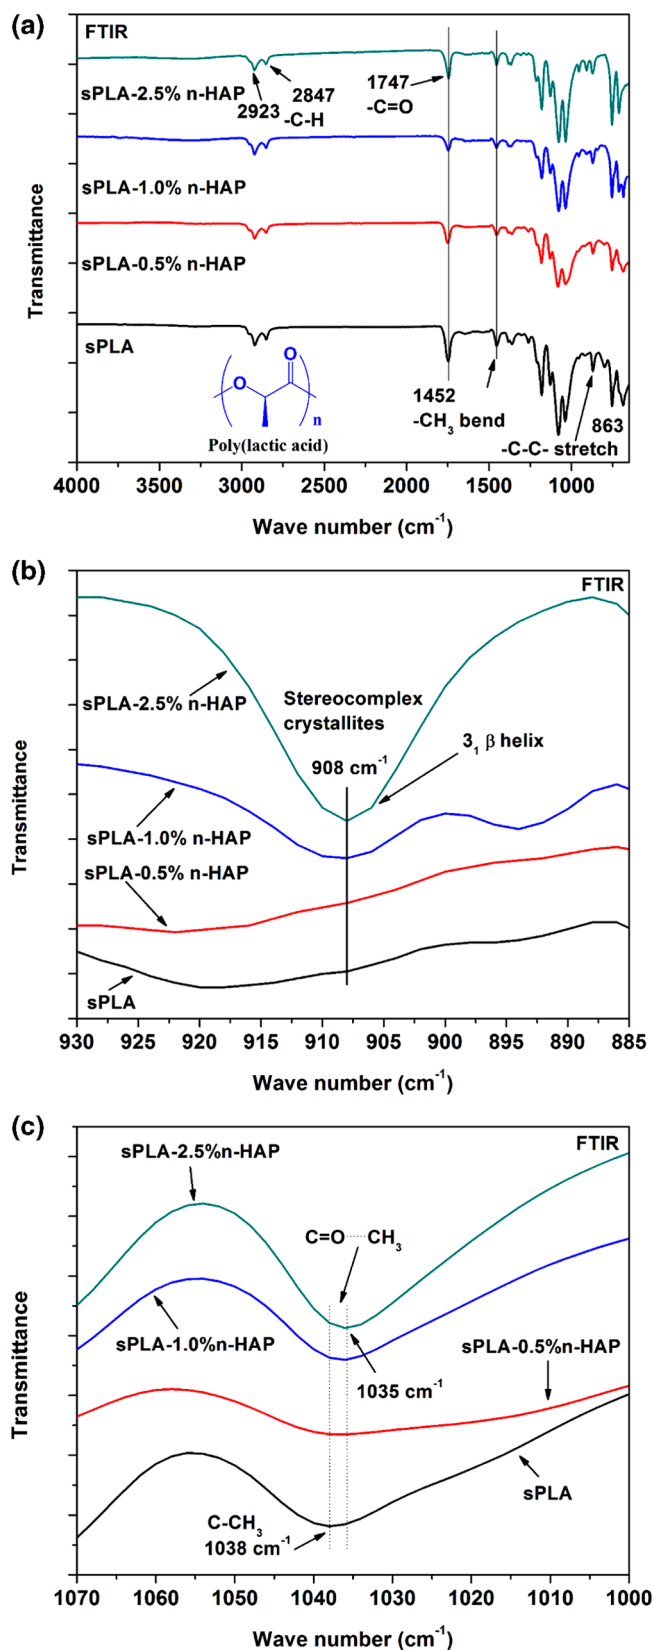 (a)
FTIR
sPLA-2.5% n-HAP
2923
2847
-C-H
1747
-C=O
sPLA-1.0% n-HAP
sPLA-0.5% n-HAP
sPLA
O
O
n
Poly(lactic acid)
1452
-CH₃ bend
863
-C-C- stretch
Transmittance
4000 3500 3000 2500 2000 1500 1000
Wave number (cm⁻¹)
(b)
FTIR
sPLA-2.5% n-HAP
Stereocomplex
crystallites
3₁ β helix
908 cm⁻¹
sPLA-1.0% n-HAP
sPLA-0.5% n-HAP
sPLA
Transmittance
930 925 920 915 910 905 900 895 890 885
Wave number (cm⁻¹)
(c)
FTIR
sPLA-2.5%n-HAP
C=O CH₃
sPLA-1.0%n-HAP
sPLA-0.5%n-HAP
1035 cm⁻¹
sPLA
C-CH₃
1038 cm⁻¹
Transmittance
1070 1060 1050 1040 1030 1020 1010 1000
Wave number (cm⁻¹)